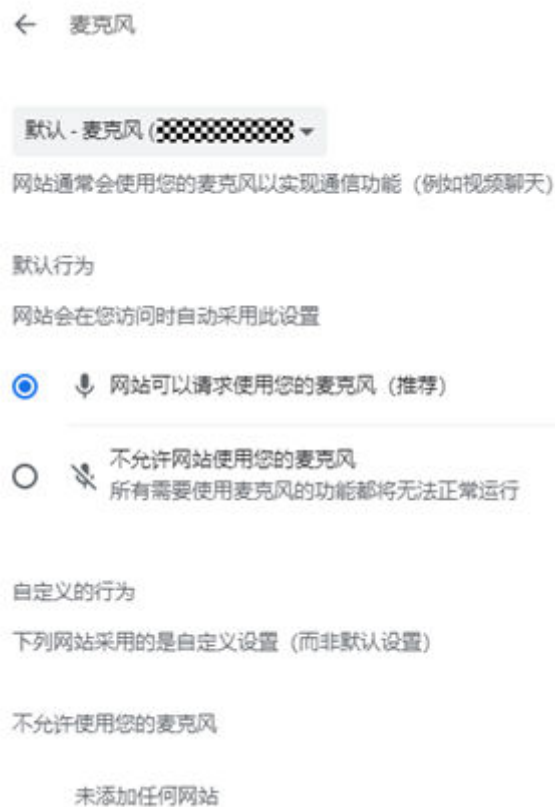 麦克风
默认 - 麦克风 (
网站通常会使用您的麦克风以实现通信功能（例如视频聊天）
默认行为
网站会在您访问时自动采用此设置
网站可以请求使用您的麦克风（推荐）
不允许网站使用您的麦克风
所有需要使用麦克风的功能都将无法正常运行
自定义的行为
下列网站采用的是自定义设置（而非默认设置）
不允许使用您的麦克风
未添加任何网站